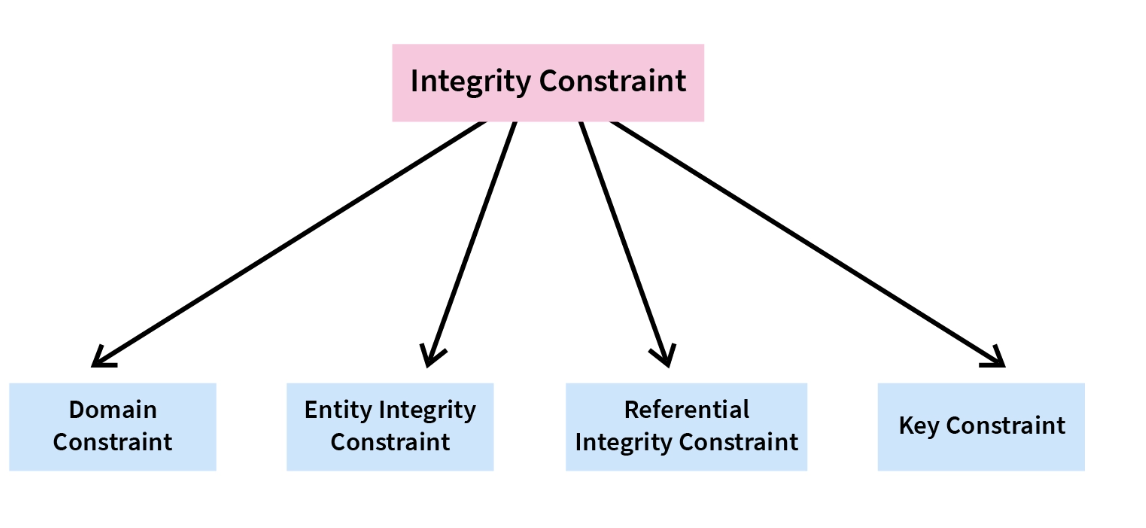 Integrity Constraint
Domain
Constraint
Entity Integrity
Constraint
Referential
Integrity Constraint
Key Constraint